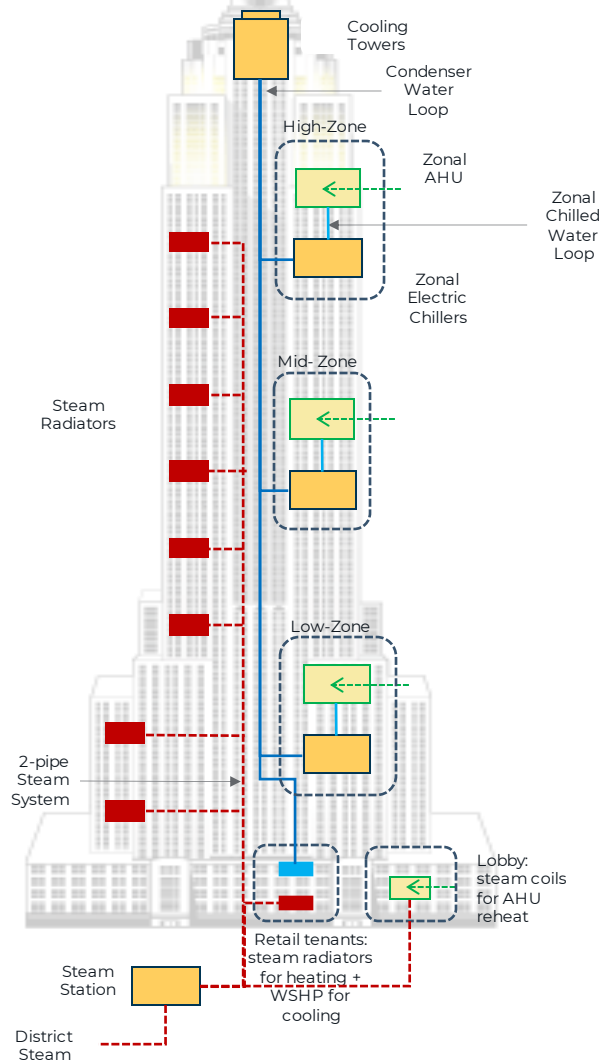 Cooling
Towers
Condenser
Water
Loop
High-Zone
Zonal
AHU
Zonal
Chilled
Water
Loop
Zonal
Electric
Chillers
Mid- Zone
Steam
Radiators
Low-Zone
2-pipe
Steam
System
Lobby:
steam coils
for AHU
reheat
Retail tenants:
steam radiators
for heating +
WSHP for
cooling
Steam
Station
District
Steam